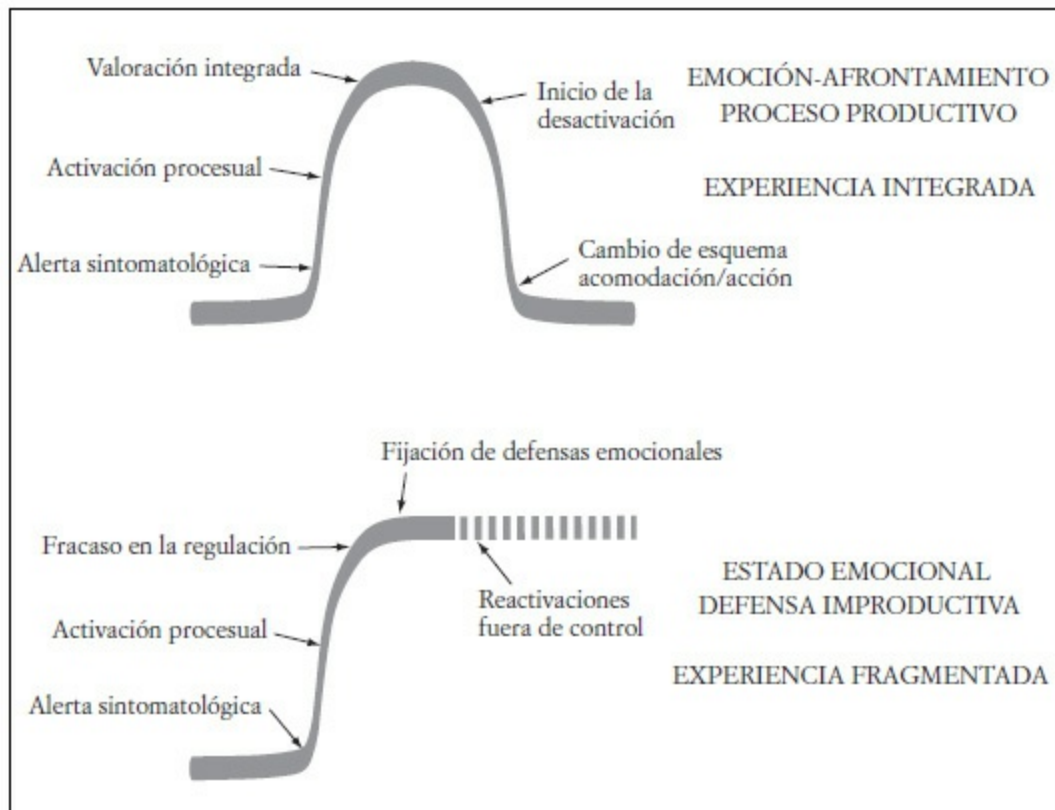 Valoración integrada
Inicio de la
desactivación
EMOCIÓN-AFRONTAMIENTO
PROCESO PRODUCTIVO
Activación procesual
EXPERIENCIA INTEGRADA
Alerta sintomatológica
Cambio de esquema
acomodación/acción
Fijación de defensas emocionales
Fracaso en la regulación
Reactivaciones
fuera de control
ESTADO EMOCIONAL
DEFENSA IMPRODUCTIVA
Activación procesual
EXPERIENCIA FRAGMENTADA
Alerta sintomatológica